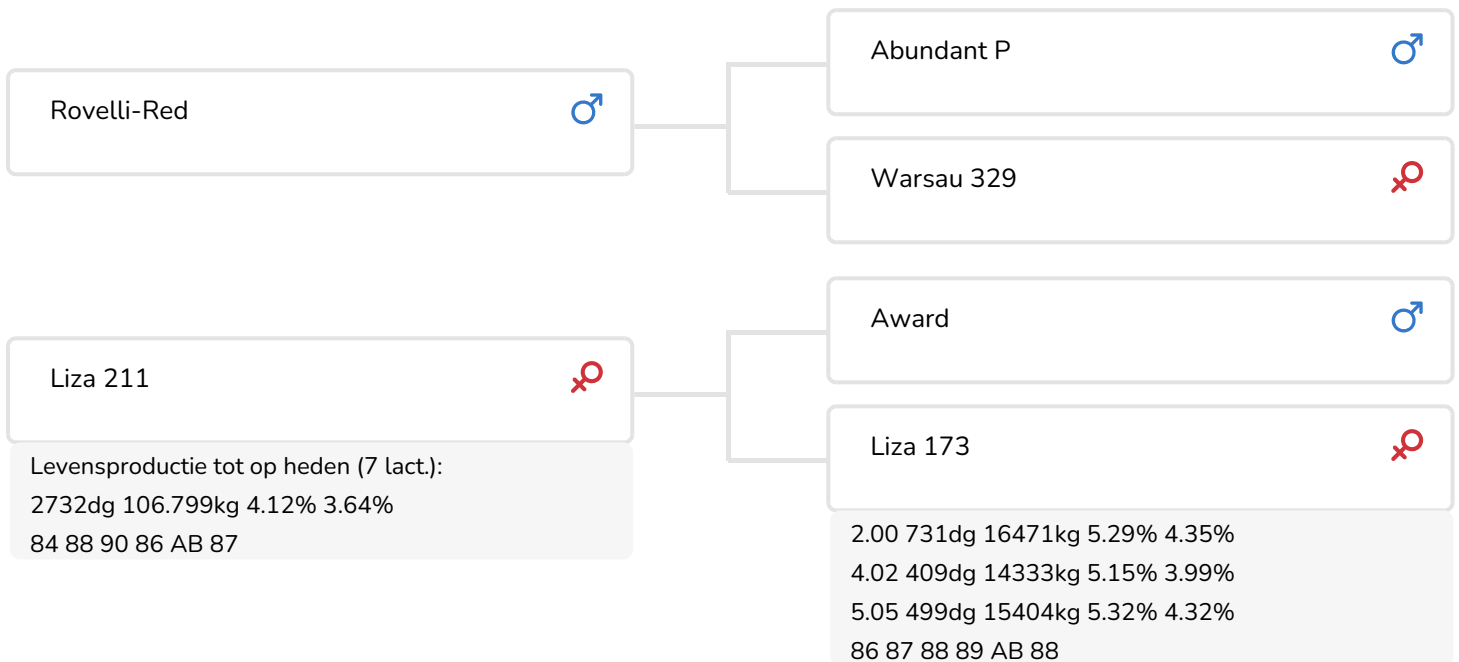 Rovelli-Red
Abundant P
Warsau 329
Liza 211
Levensproductie tot op heden (7 lact.):
2732dg 106.799kg 4.12% 3.64%
84 88 90 86 AB 87
Award
Liza 173
2.00 731dg 16471kg 5.29% 4.35%
4.02 409dg 14333kg 5.15% 3.99%
5.05 499dg 15404kg 5.32% 4.32%
86 87 88 89 AB 88